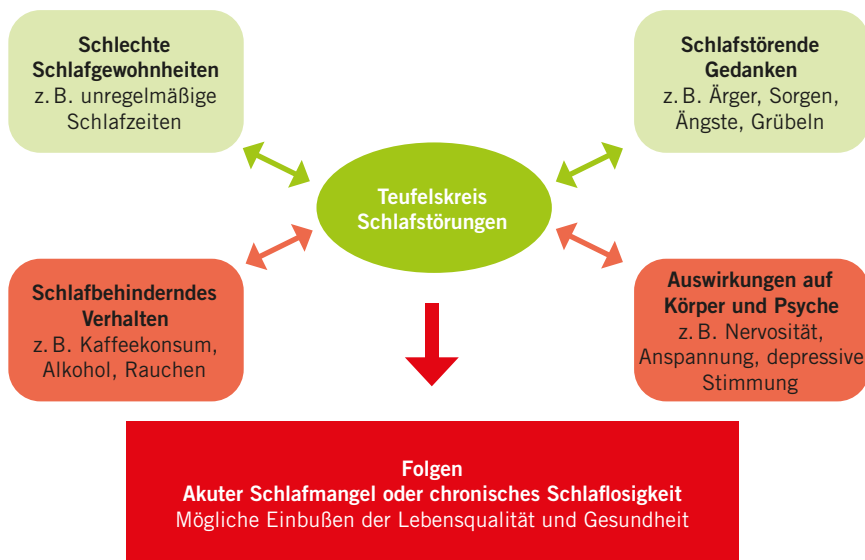 Schlechte
Schlafgewohnheiten
z. B. unregelmäßige
Schlafzeiten
Schlafstörende
Gedanken
z. B. Ärger, Sorgen,
Ängste, Grübeln
Teufelskreis
Schlafstörungen
Schlafbehinderndes
Verhalten
z. B. Kaffeekonsum,
Alkohol, Rauchen
Auswirkungen auf
Körper und Psyche
z. B. Nervosität,
Anspannung, depressive
Stimmung
Folgen
Akuter Schlafmangel oder chronisches Schlaflosigkeit
Mögliche Einbußen der Lebensqualität und Gesundheit